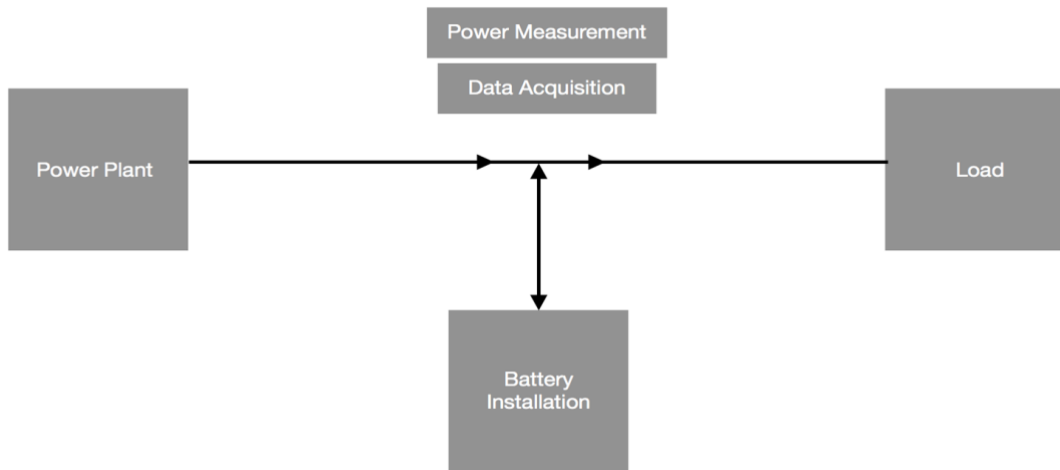 Power Measurement
Data Acquisition
Power Plant
Load
Battery
Installation